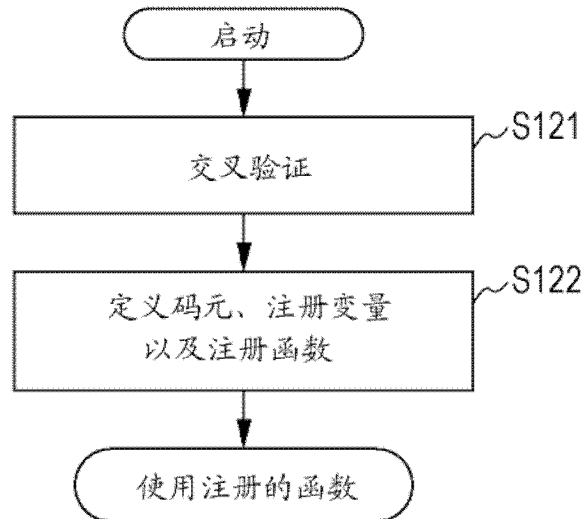 启动
交叉验证
S121
定义码元、注册变量
以及注册函数
S122
使用注册的函数